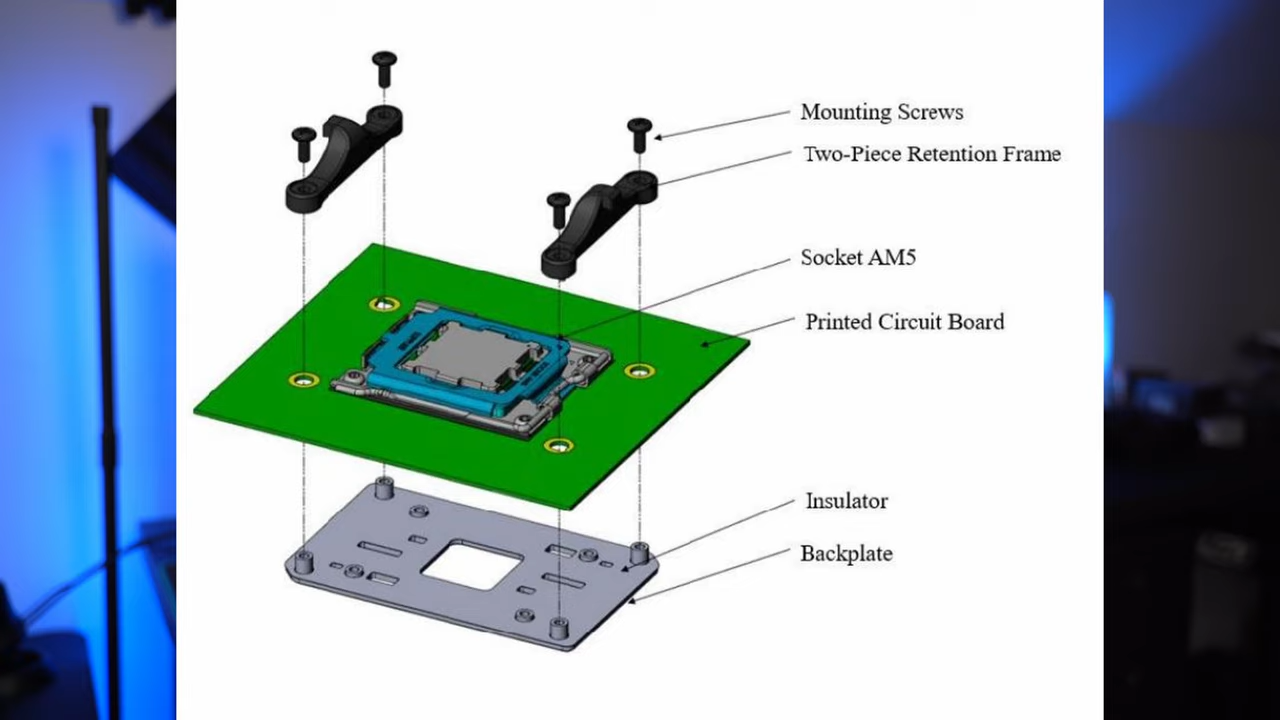 Mounting Screws
Two-Piece Retention Frame
Socket AM5
Printed Circuit Board
Insulator
Backplate